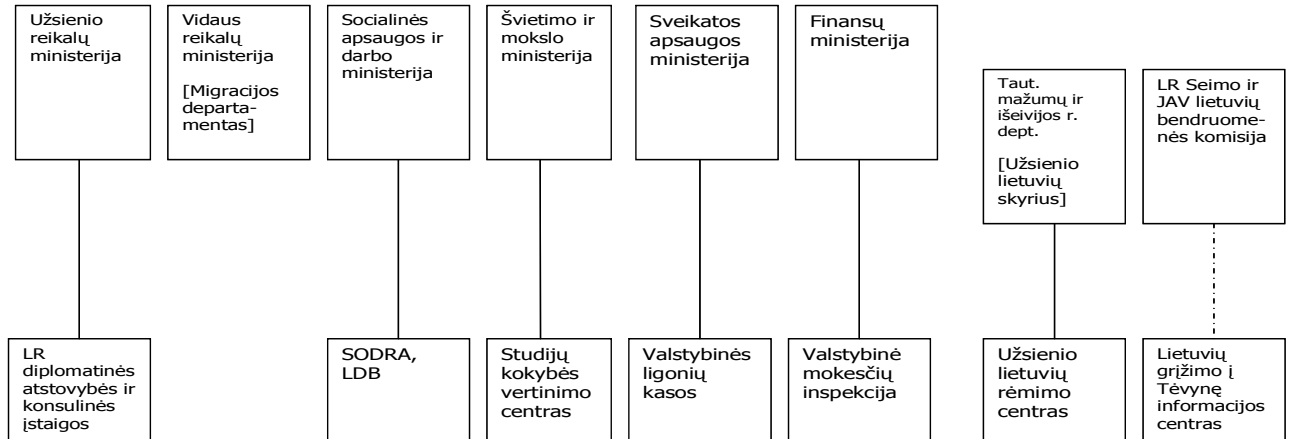 Užsienio
reikalų
ministerija
Vidaus
reikalų
ministerija
[Migracijos
departa-
mentas]
Socialinės
apsaugos ir
darbo
ministerija
Švietimo ir
mokslo
ministerija
Sveikatos
apsaugos
ministerija
Finansų
ministerija
Taut.
mažumų ir
išeivijos r.
dept.
[Užsienio
lietuvių
skyrius]
LR Seimo ir
JAV lietuvių
bendruome-
nės komisija
LR
diplomatinės
atstovybės ir
konsulinės
įstaigos
SODRA,
LDB
Studijų
kokybės
vertinimo
centras
Valstybinės
ligonių
kasos
Valstybinė
mokesčių
inspekcija
Užsienio
lietuvių
rėmimo
centras
Lietuvių
grįžimo į
Tėvynę
informacijos
centras